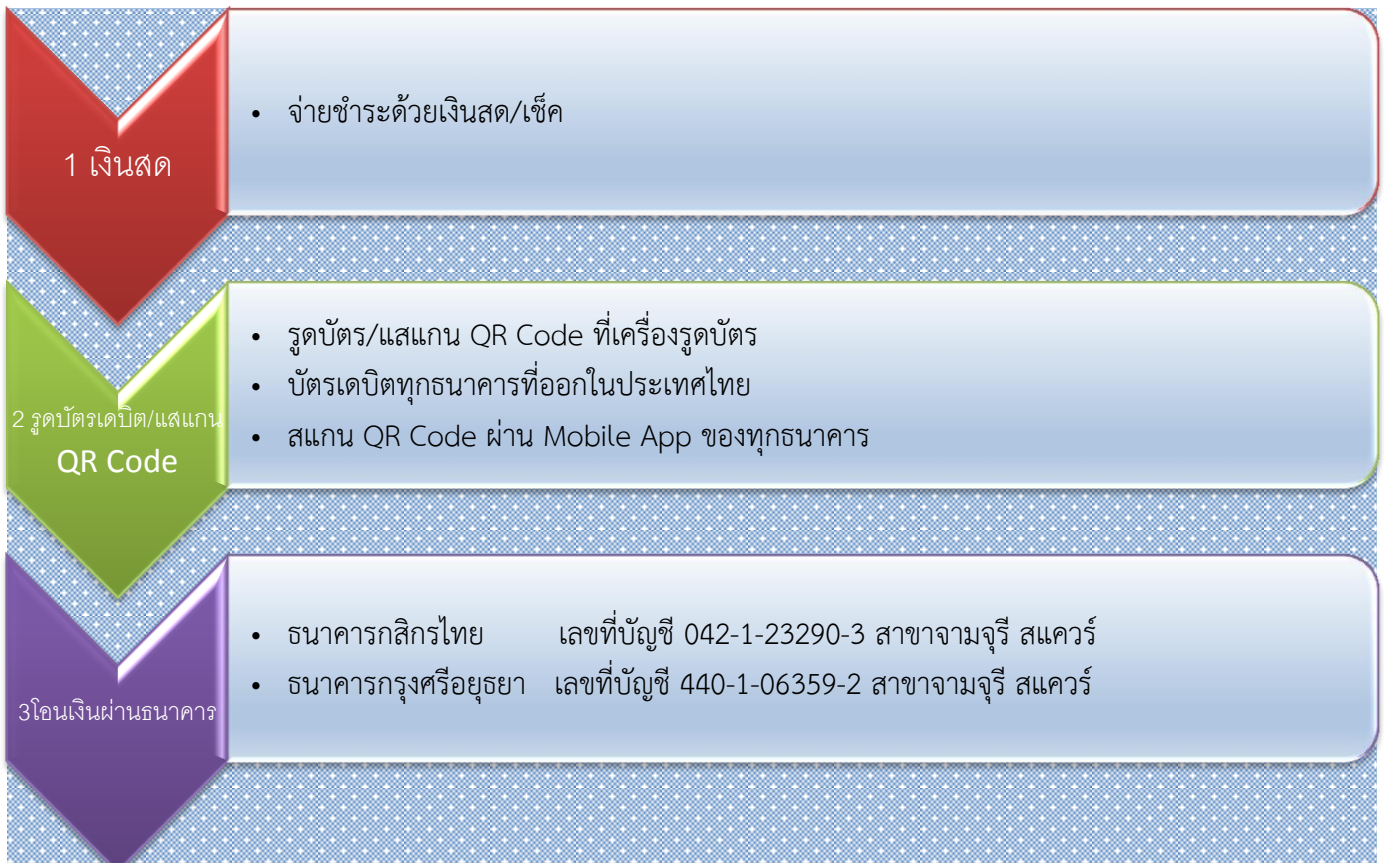 1 เงินสด
• จ่ายชำระด้วยเงินสด/เช็ค
2 รูดบัตรเดบิต/แสแกน
QR Code
• รูดบัตร/แสแกน QR Code ที่เครื่องรูดบัตร
• บัตรเดบิตทุกธนาคารที่ออกในประเทศไทย
• สแกน QR Code ผ่าน Mobile App ของทุกธนาคาร
3โอนเงินผ่านธนาคาร
• ธนาคารกสิกรไทย เลขที่บัญชี 042-1-23290-3 สาขาจามจุรี สแควร์
• ธนาคารกรุงศรีอยุธยา เลขที่บัญชี 440-1-06359-2 สาขาจามจุรี สแควร์